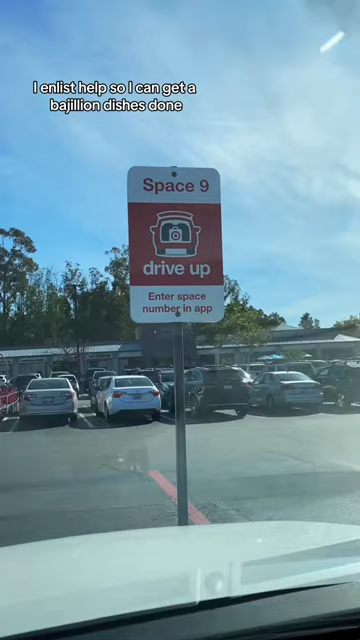 I enlist help so I can get a
bajillion dishes done
Space 9
drive up
Enter space
number in app